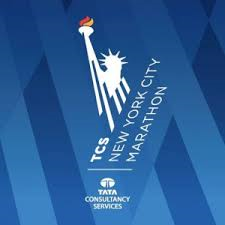 TCS
NEW YORK CITY
MARATHON
TATA
CONSULTANCY
SERVICES